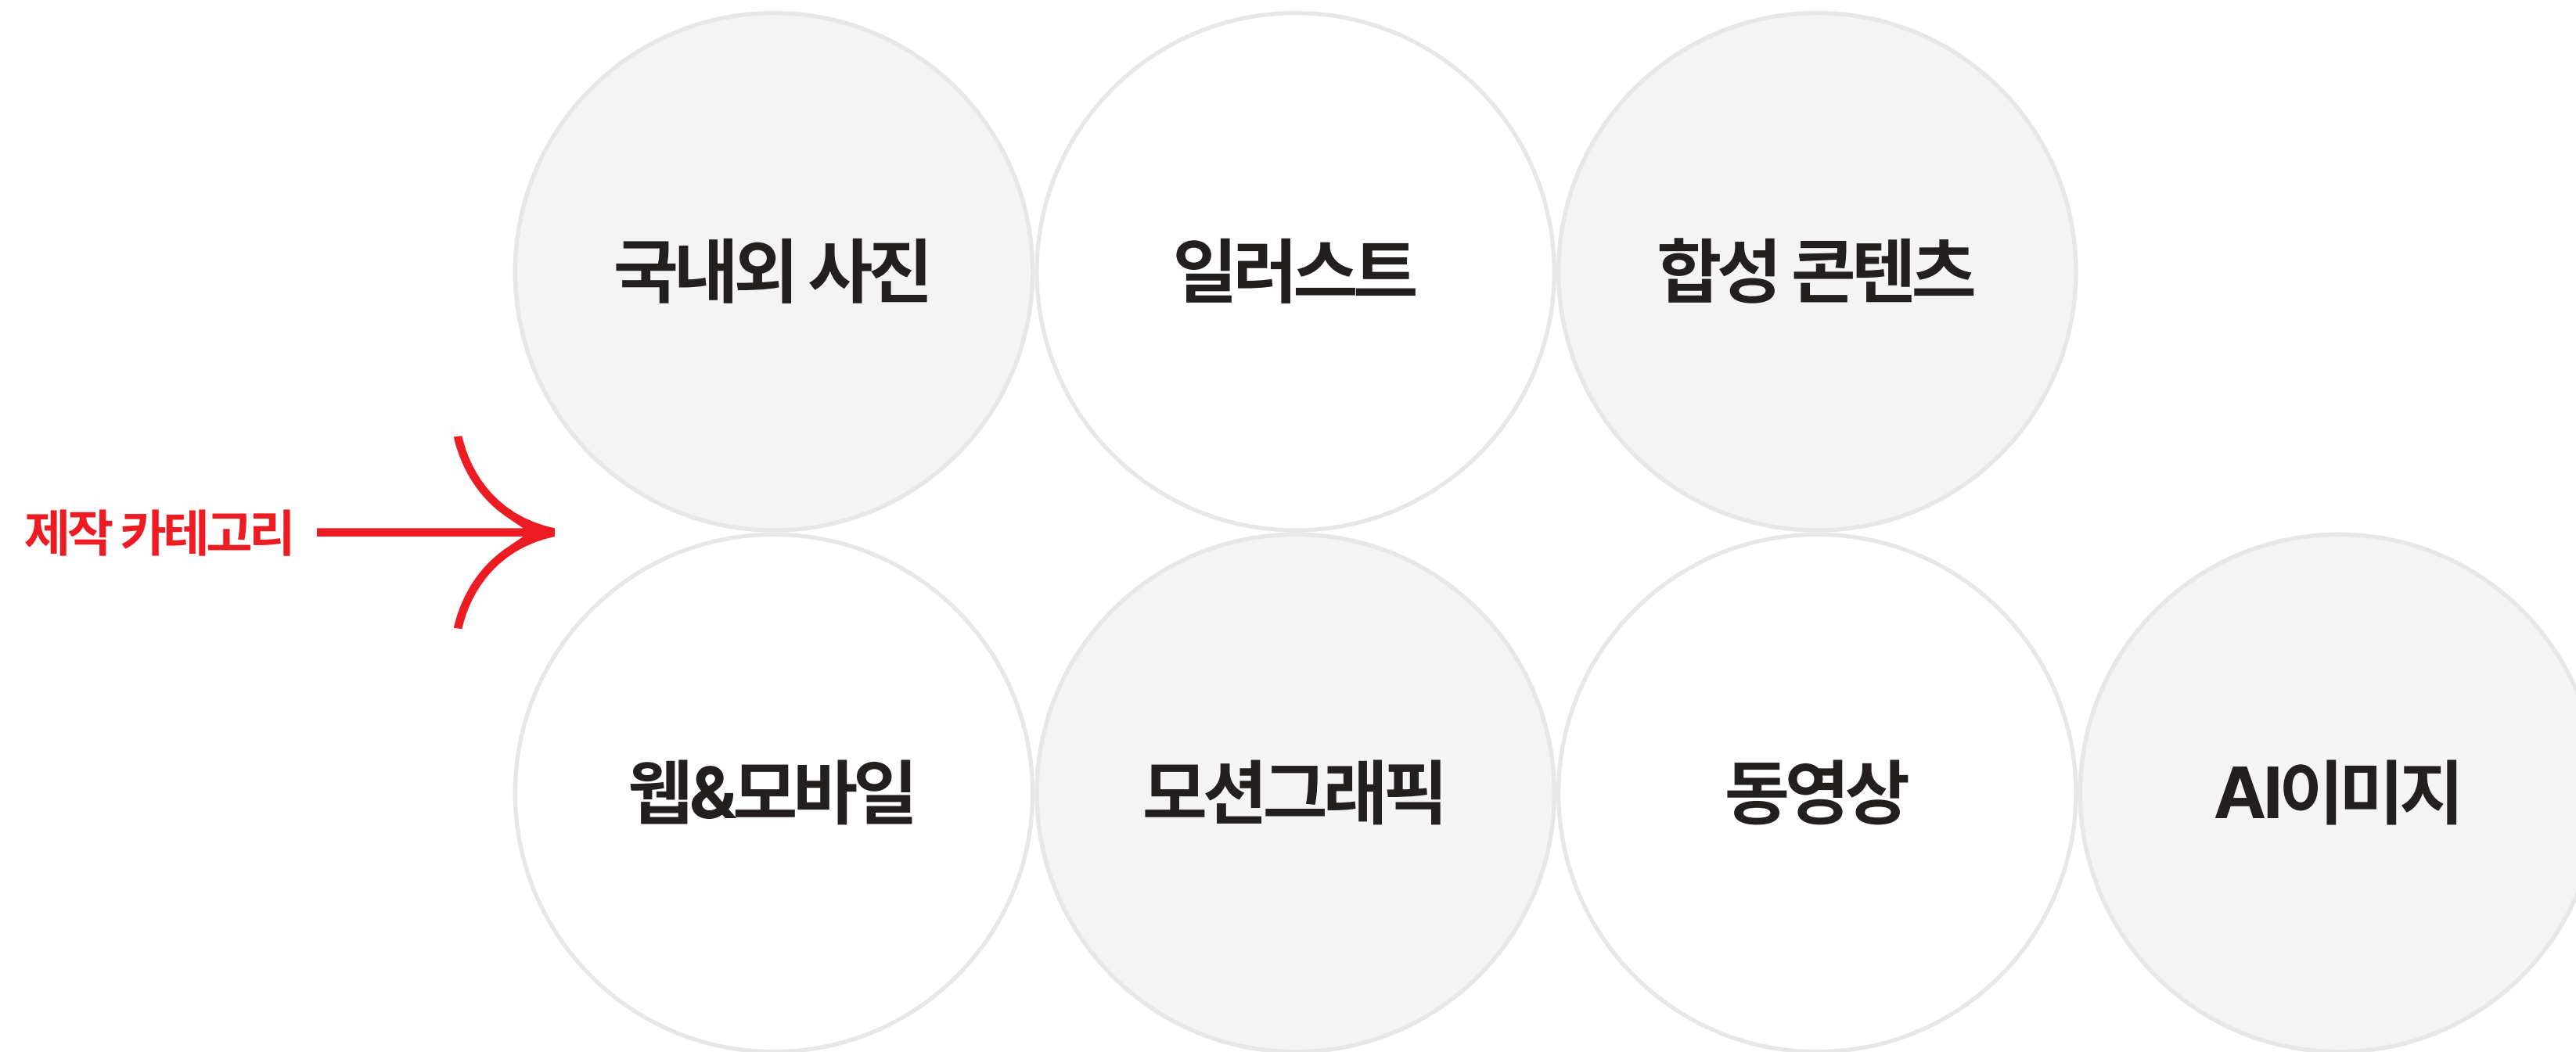 국내외 사진
일러스트
합성 콘텐츠
제작 카테고리
웹&모바일
모션그래픽
동영상
AI이미지